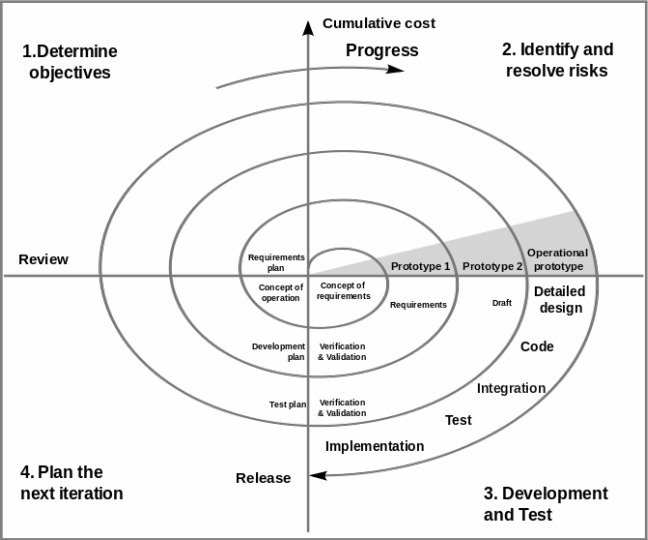 Cumulative cost
Progress
1.Determine
objectives
2. Identify and
resolve risks
Review
Requirements
plan
Prototype 1
Prototype 2
Operational
prototype
Concept of
operation
Concept of
requirements
Requirements
Draft
Detailed
design
Development
plan
Verification
& Validation
Code
Integration
Test plan
Verification
& Validation
Test
Implementation
Release
4. Plan the
next iteration
3. Development
and Test